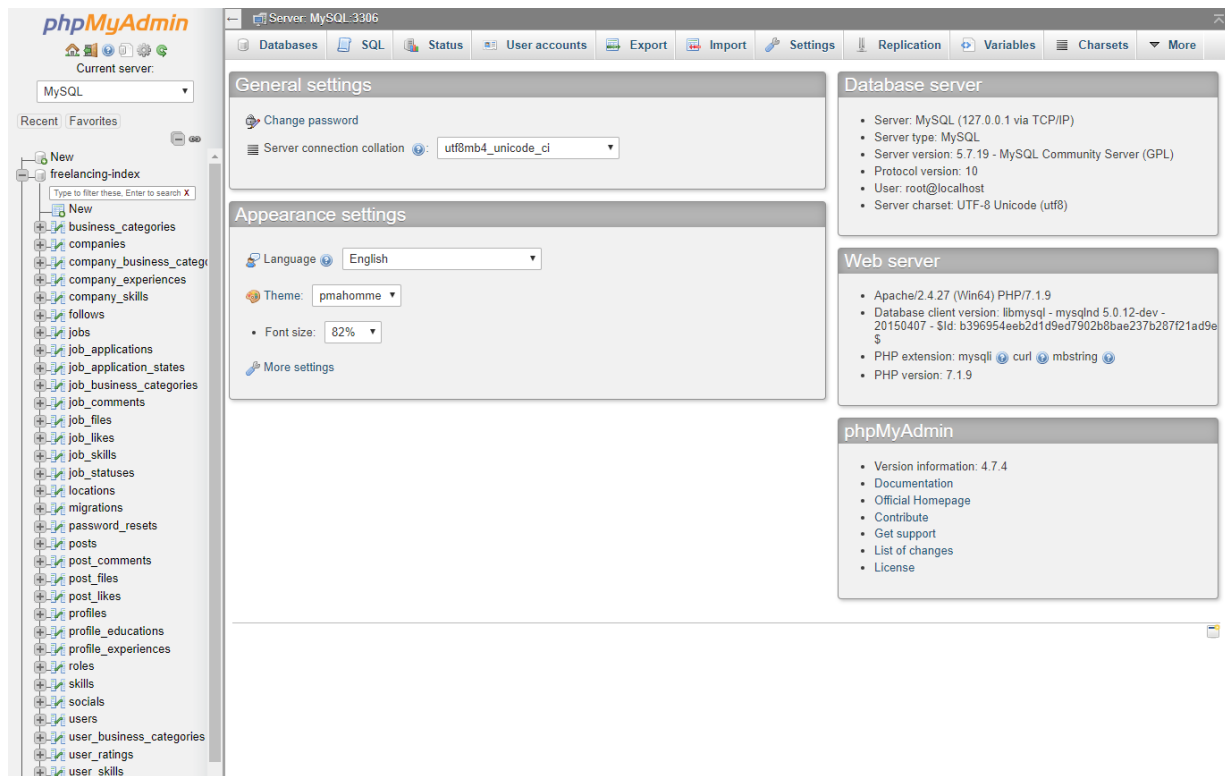 phpMyAdmin
Current server:
MySQL
Recent Favorites
New
freelancing-index
Type to filter these, Enter to search X
New
business_categories
companies
company_business_catego
company_experiences
company_skills
follows
jobs
job_applications
job_application_states
job_business_categories
job_comments
job_files
job_likes
job_skills
job_statuses
locations
migrations
password_resets
posts
post_comments
post_files
post_likes
profiles
profile_educations
profile_experiences
roles
skills
socials
users
user_business_categories
user_ratings
user_skills
Server: MySQL:3306
Databases SQL Status User accounts Export Import Settings Replication Variables Charsets More
General settings
Change password
Server connection collation : utf8mb4_unicode_ci
Appearance settings
Language English
Theme: pmahomme
Font size: 82%
More settings
Database server
Server: MySQL (127.0.0.1 via TCP/IP)
Server type: MySQL
Server version: 5.7.19 - MySQL Community Server (GPL)
Protocol version: 10
User: root@localhost
Server charset: UTF-8 Unicode (utf8)
Web server
Apache/2.4.27 (Win64) PHP/7.1.9
Database client version: libmysql - mysqlnd 5.0.12-dev -
20150407 - $Id: b396954eeb2d1d9ed7902b8bae237b287f21ad9e
$
PHP extension: mysqli curl mbstring
PHP version: 7.1.9
phpMyAdmin
Version information: 4.7.4
Documentation
Official Homepage
Contribute
Get support
List of changes
License